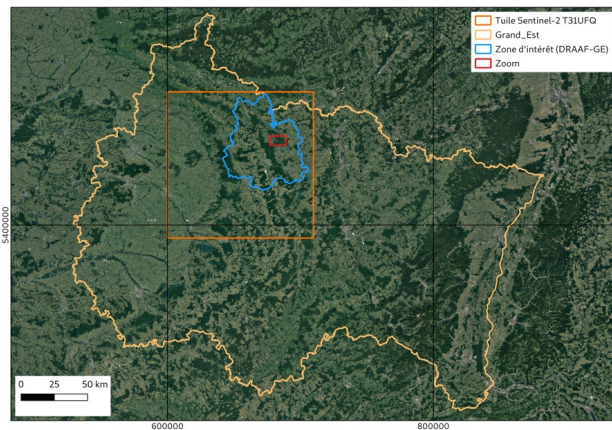 Tuile Sentinel-2 T31UFQ
Grand_Est
Zone d'intérêt (DRAAF-GE)
Zoom
5400000
0 25 50 km
600000 800000